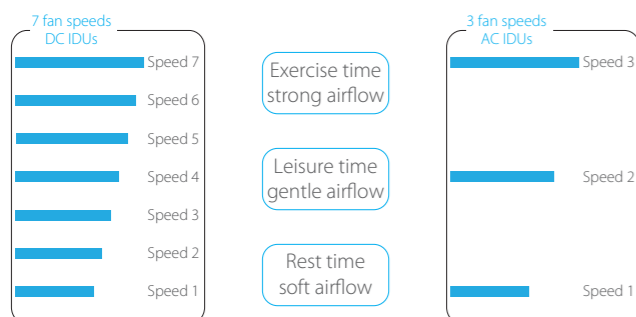 7 fan speeds
DC IDUs
Speed 7
Speed 6
Speed 5
Speed 4
Speed 3
Speed 2
Speed 1
Exercise time
strong airflow
Leisure time
gentle airflow
Rest time
soft airflow
3 fan speeds
AC IDUs
Speed 3
Speed 2
Speed 1